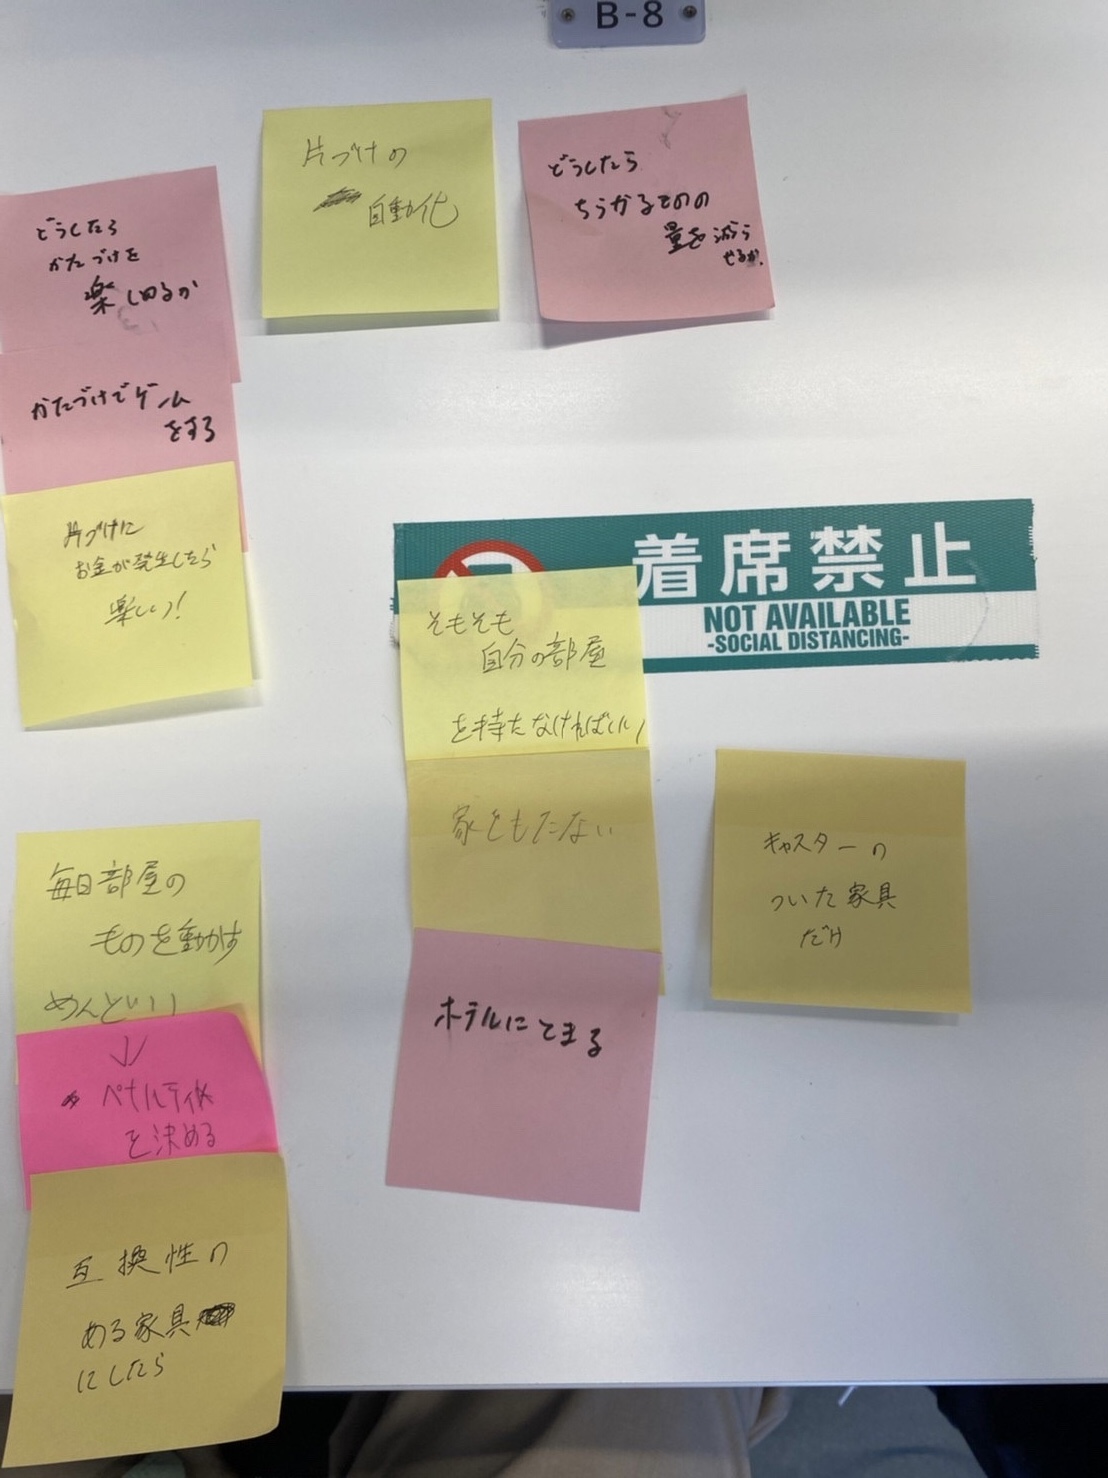 B-8
片づけの
自動化
どうしたら
ちらかるものの
量を減ら
せるか.
どうしたら
かたづけを
楽しめるか
かたづけでゲーム
をする
片づけに
お金が発生したら
楽しい!
着席禁止
NOT AVAILABLE
-SOCIAL DISTANCING-
そもそも
自分の部屋
を持たなければいい
家をもたない
ホテルにとまる
キャスターの
ついた家具
だけ
毎日部屋の
ものを動かす
↓
ペナルティ
を決める
互換性の
ある家具
にしたら